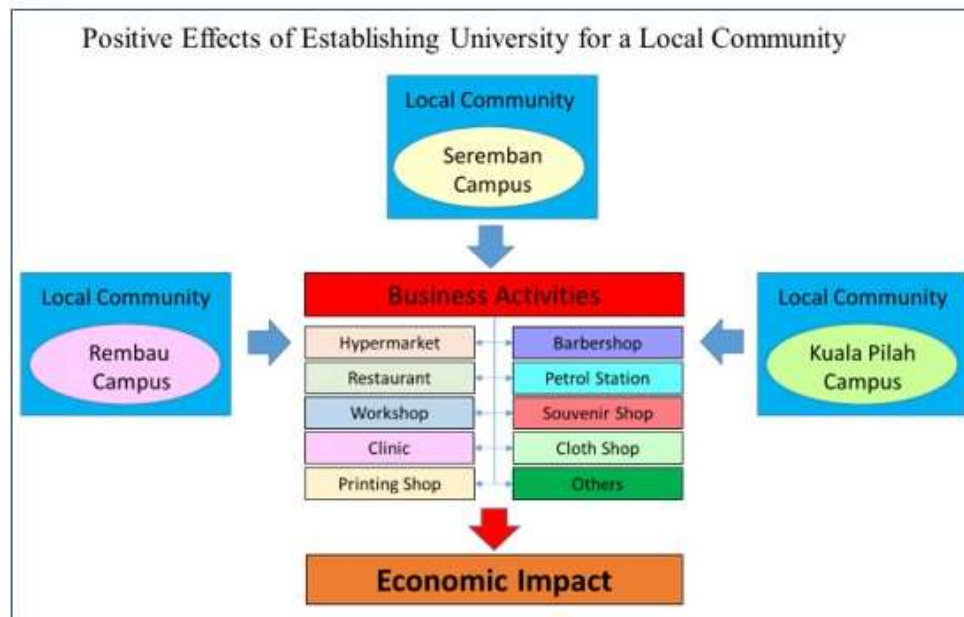 Positive Effects of Establishing University for a Local Community
Local Community
Seremban
Campus
Local Community
Rembau
Campus
Business Activities
Hypermarket
Barbershop
Restaurant
Petrol Station
Workshop
Souvenir Shop
Clinic
Cloth Shop
Printing Shop
Others
Local Community
Kuala Pilah
Campus
Economic Impact